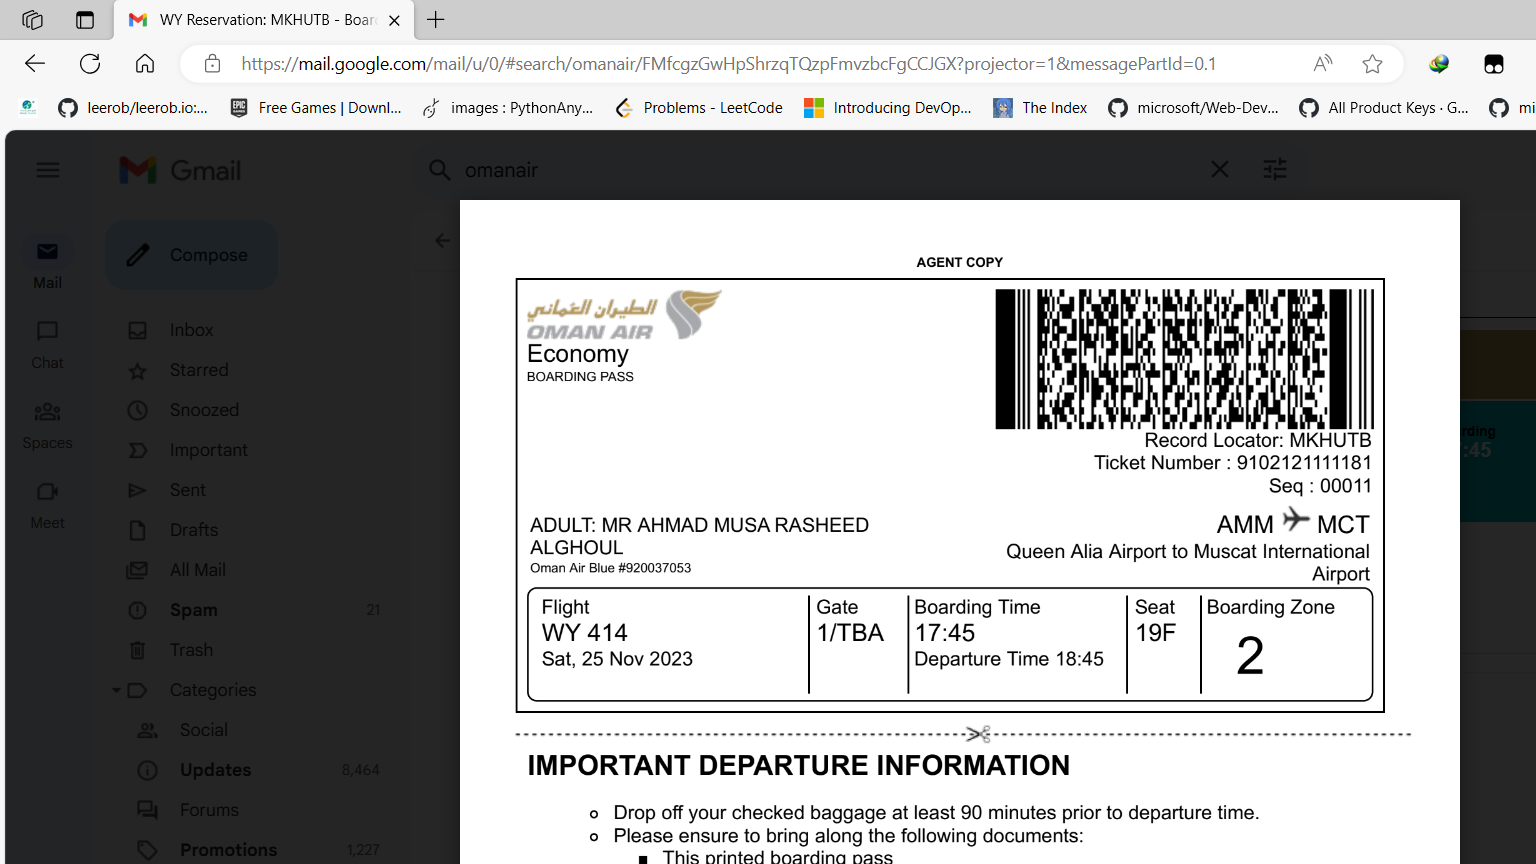 WY Reservation: MKHUTB - Boar
https://mail.google.com/mail/u/0/#search/omanair/FMfcgzGwHpShrzqTQzpFmvzbcFgCCJGX?projector=1&messagePartId=0.1
leerob/leerob.io:... Free Games | Downl... images : PythonAny... Problems - LeetCode Introducing DevOp... The Index microsoft/Web-Dev... All Product Keys · G... mi
Gmail
omanair
Compose
Mail
Chat
Spaces
Meet
Inbox
Starred
Snoozed
Important
Sent
Drafts
All Mail
Spam 21
Trash
Categories
Social
Updates 8,464
Forums
Promotions 1,227
AGENT COPY
الطيران العُماني
OMAN AIR
Economy
BOARDING PASS
Record Locator: MKHUTB
Ticket Number : 9102121111181
Seq : 00011
ADULT: MR AHMAD MUSA RASHEED
ALGHOUL
Oman Air Blue #920037053
AMM MCT
Queen Alia Airport to Muscat International
Airport
Flight
WY 414
Sat, 25 Nov 2023
Gate
1/TBA
Boarding Time
17:45
Departure Time 18:45
Seat
19F
Boarding Zone
2
IMPORTANT DEPARTURE INFORMATION
Drop off your checked baggage at least 90 minutes prior to departure time.
Please ensure to bring along the following documents:
This printed boarding pass
rding
:45